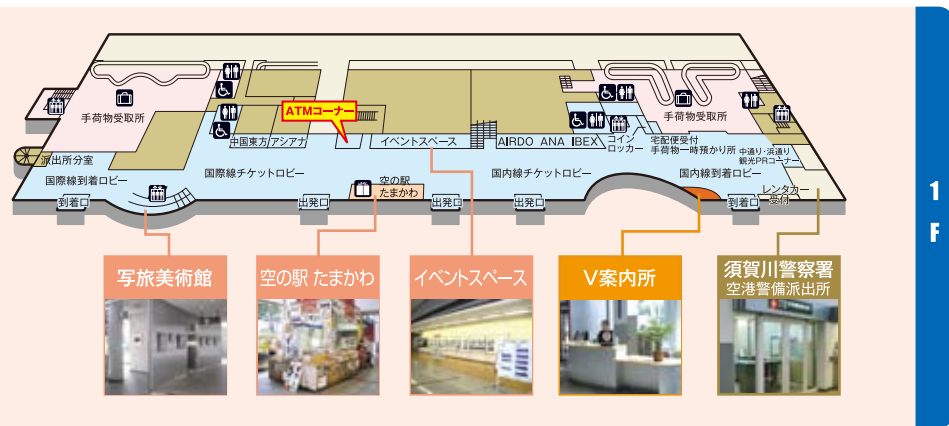 手荷物受取所
ATMコーナー
手荷物受取所
中国東方
アシアナ
イベントスペース
AIRDO ANA IBEX
コイン
ロッカー
宅配便受付
手荷物一時預かり所
中通り・浜通り
観光PRコーナー
派出所分室
国際線到着ロビー
国際線チケットロビー
空の駅
たまかわ
国内線チケットロビー
国内線到着ロビー
レンタカー
受付
到着口
出発口
出発口
出発口
到着口
1
F
写旅美術館
空の駅 たまかわ
イベントスペース
V案内所
須賀川警察署
空港警備派出所